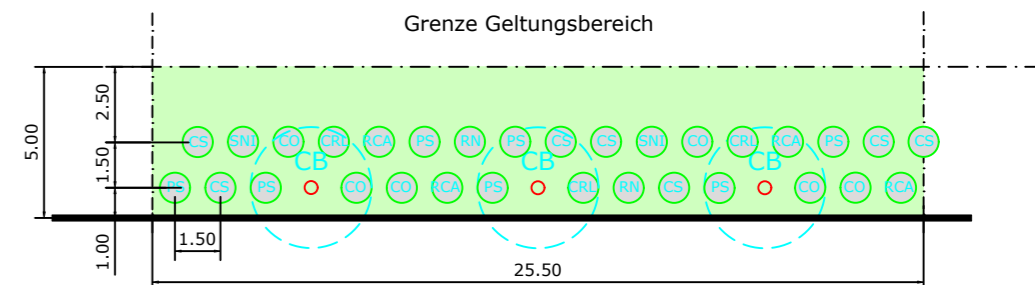 Grenze Geltungsbereich
2.50
5.00
CS SNI CO CRL RCA PS RN PS CS CS SNI CO CRL RCA PS CS CS
CB CB CB
1.50
PS CS PS CO CO RCA PS CRL RN CS PS CO CO RCA
1.00
1.50
25.50